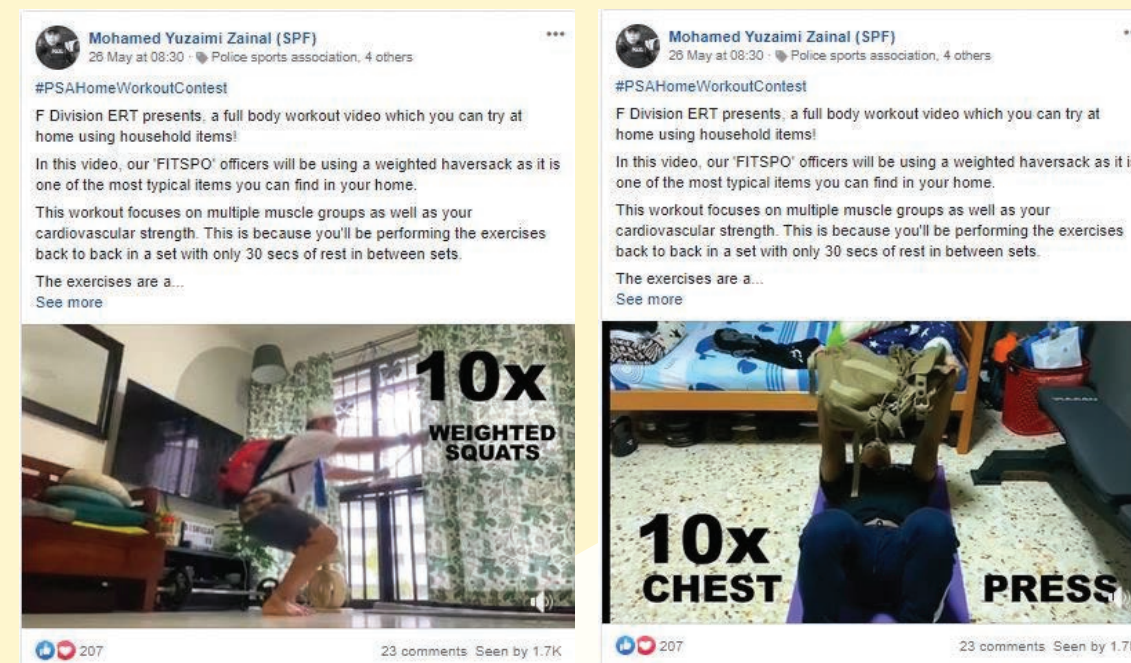 Mohamed Yuzaimi Zainal (SPF)
26 May at 08:30 · Police sports association, 4 others
#PSAHomeWorkoutContest
F Division ERT presents, a full body workout video which you can try at
home using household items!
In this video, our 'FITSPO' officers will be using a weighted haversack as it is
one of the most typical items you can find in your home.
This workout focuses on multiple muscle groups as well as your
cardiovascular strength. This is because you'll be performing the exercises
back to back in a set with only 30 secs of rest in between sets.
The exercises are a...
See more
10x
WEIGHTED
SQUATS
207
23 comments Seen by 1.7K
Mohamed Yuzaimi Zainal (SPF)
26 May at 08:30 · Police sports association, 4 others
#PSAHomeWorkoutContest
F Division ERT presents, a full body workout video which you can try at
home using household items!
In this video, our 'FITSPO' officers will be using a weighted haversack as it is
one of the most typical items you can find in your home.
This workout focuses on multiple muscle groups as well as your
cardiovascular strength. This is because you'll be performing the exercises
back to back in a set with only 30 secs of rest in between sets.
The exercises are a...
See more
10x
CHEST PRESS
207
23 comments Seen by 1.7K